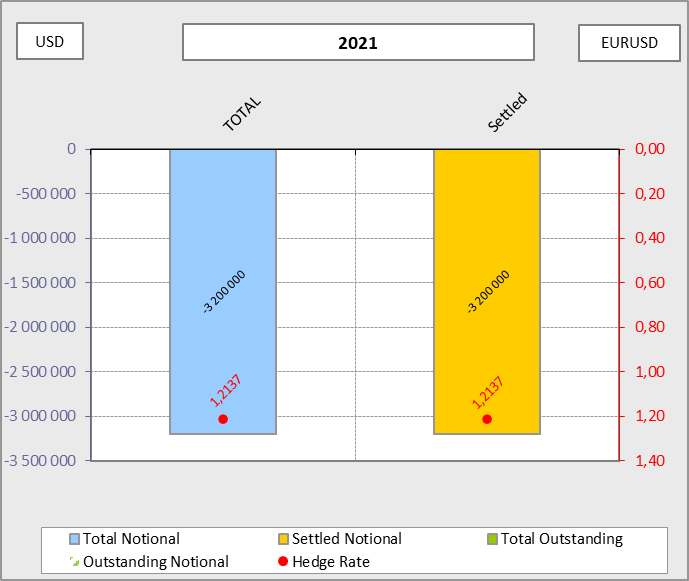 USD
2021
EURUSD
TOTAL
Settled
0
0,00
-500 000
0,20
-1 000 000
0,40
-1 500 000
0,60
-3 200 000
-3 200 000
-2 000 000
0,80
-2 500 000
1,00
1,2137
1,2137
-3 000 000
1,20
-3 500 000
1,40
Total Notional
Settled Notional
Total Outstanding
Outstanding Notional
Hedge Rate